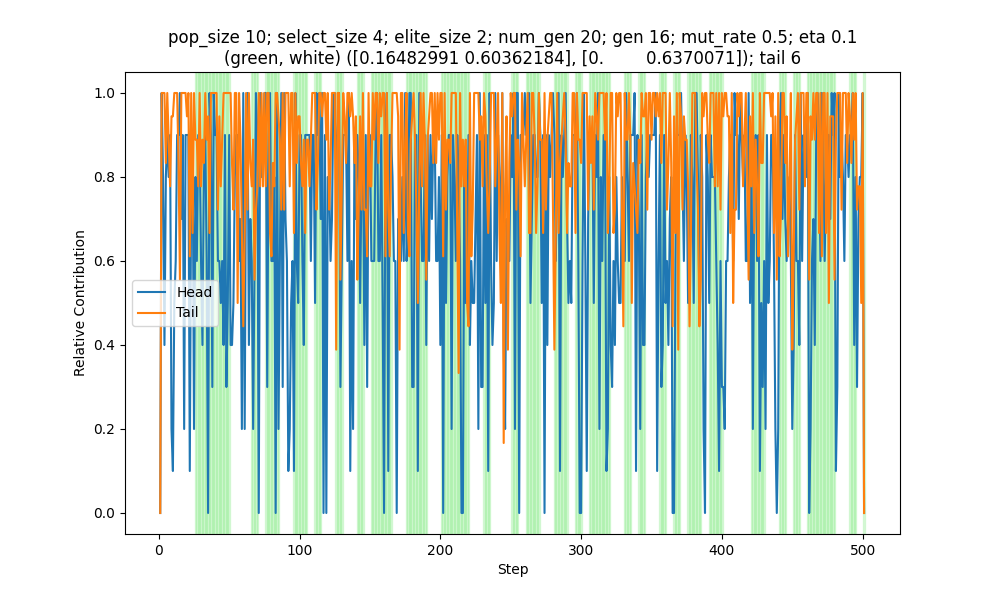 pop_size 10; select_size 4; elite_size 2; num_gen 20; gen 16; mut_rate 0.5; eta 0.1
(green, white) ([0.16482991 0.60362184], [0.         0.6370071]); tail 6
1.0
0.8
0.6
0.4
0.2
0.0
Relative Contribution
Head
Tail
0
100
200
300
400
500
Step